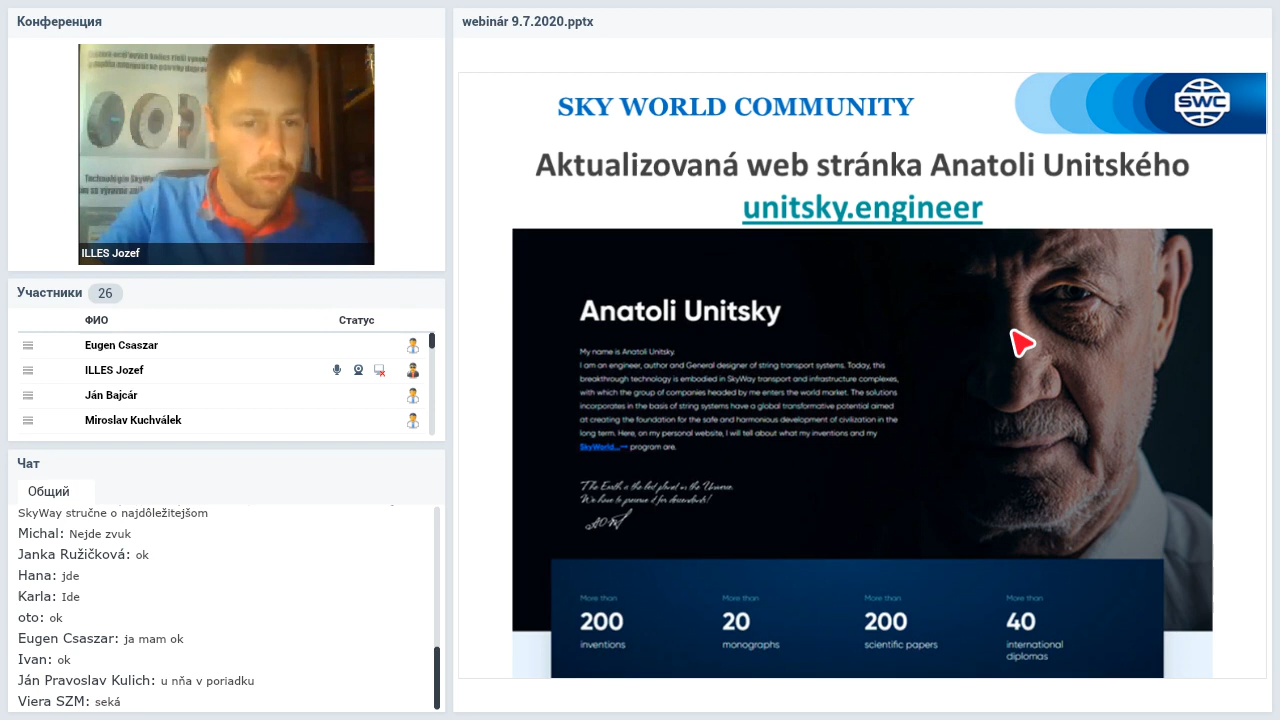 Конференция
ILLES Jozef
Участники 26
ФИО Статус
Eugen Csaszar
ILLES Jozef
Ján Bajcár
Miroslav Kuchválek
Чат
Общий
SkyWay stručne o najdôležitejšom
Michal: Nejde zvuk
Janka Ružičková: ok
Hana: jde
Karla: Ide
oto: ok
Eugen Csaszar: ja mam ok
Ivan: ok
Ján Pravoslav Kulich: u nňa v poriadku
Viera SZM: seká
webinár 9.7.2020.pptx
SKY WORLD COMMUNITY
SWC
Aktualizovaná web stránka Anatoli Unitského
unitsky.engineer
Anatoli Unitsky
My name is Anatoli Unitsky.
I am an engineer, author and General designer of string transport systems. Today, this
breakthrough technology is embodied in SkyWay transport and infrastructure complexes,
with which the group of companies headed by me enters the world market. The solutions
incorporates in the basis of string systems have a global transformative potential aimed
at creating the foundation for the safe and harmonious development of civilization in the
long term. Here, on my personal website, I will tell about what my inventions and my
SkyWorld...→ program are.
The Earth is the best planet in the Universe.
We have to preserve it for descendants!
More than
200
inventions
More than
20
monographs
More than
200
scientific papers
More than
40
international
diplomas